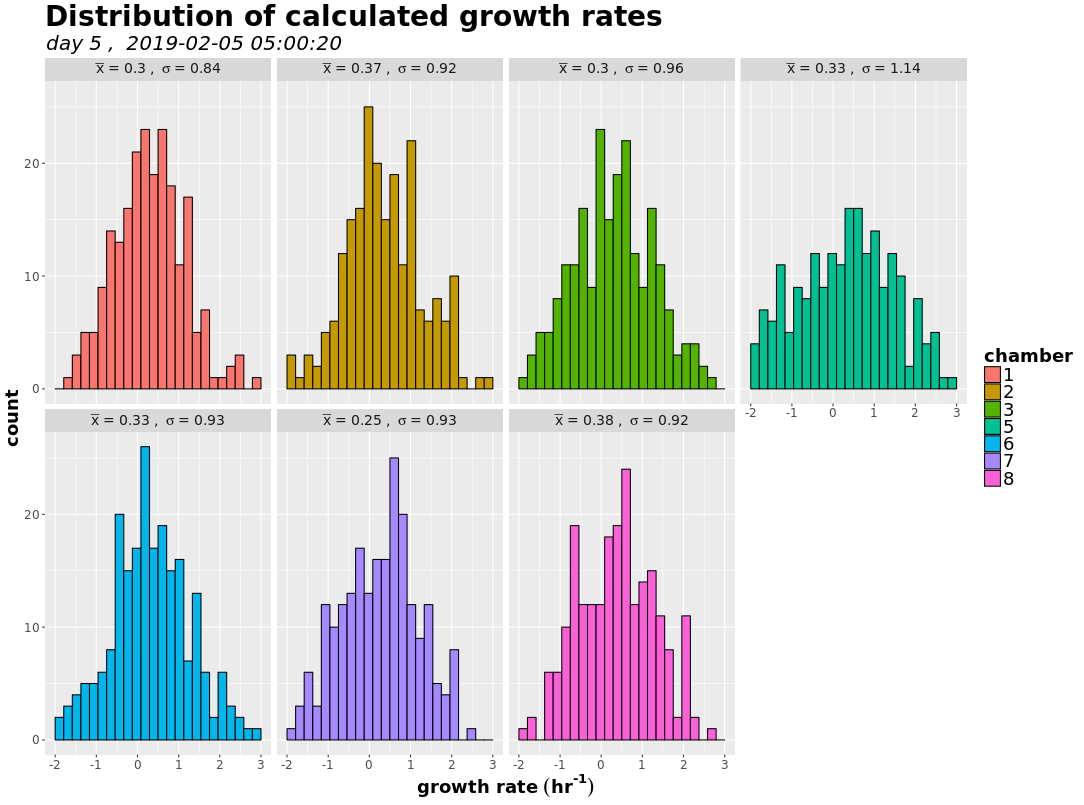 Distribution of calculated growth rates
day 5 ,  2019-02-05 05:00:20
x̅ = 0.3 ,  σ = 0.84
x̅ = 0.37 ,  σ = 0.92
x̅ = 0.3 ,  σ = 0.96
x̅ = 0.33 ,  σ = 1.14
20
10
0
-2 -1 0 1 2 3
chamber
1
2
3
5
6
7
8
count
x̅ = 0.33 ,  σ = 0.93
x̅ = 0.25 ,  σ = 0.93
x̅ = 0.38 ,  σ = 0.92
20
10
0
-2 -1 0 1 2 3
-2 -1 0 1 2 3
-2 -1 0 1 2 3
growth rate (hr⁻¹)